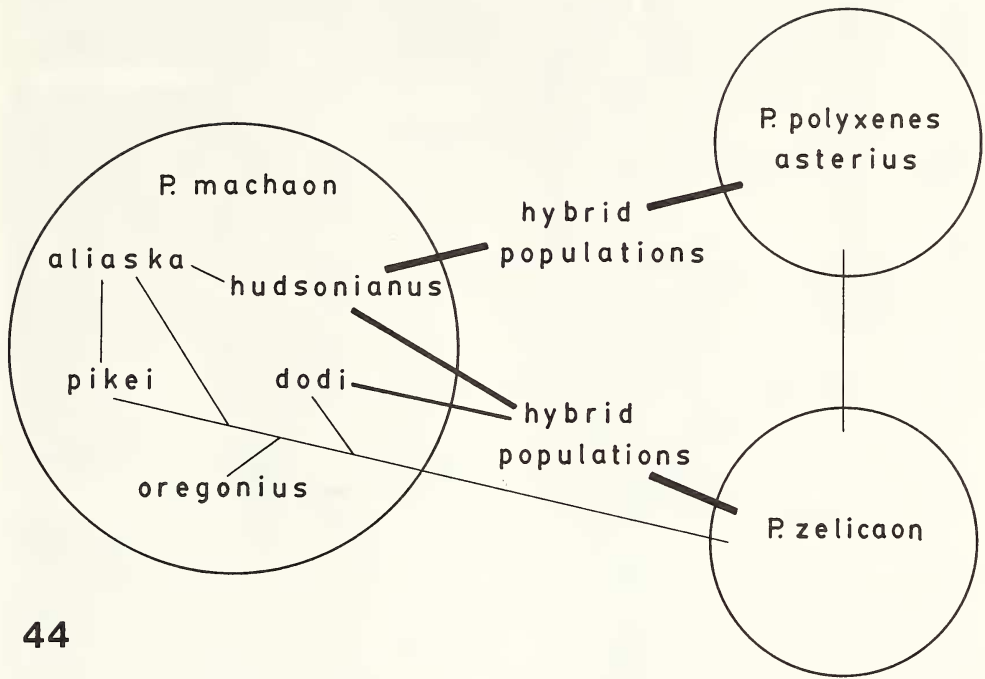 P. polyxenes
asterius
P. machaon
hybrid
populations
aliaska
hudsonianus
pikei
dodi
hybrid
populations
oregonius
P. zelicaon
44